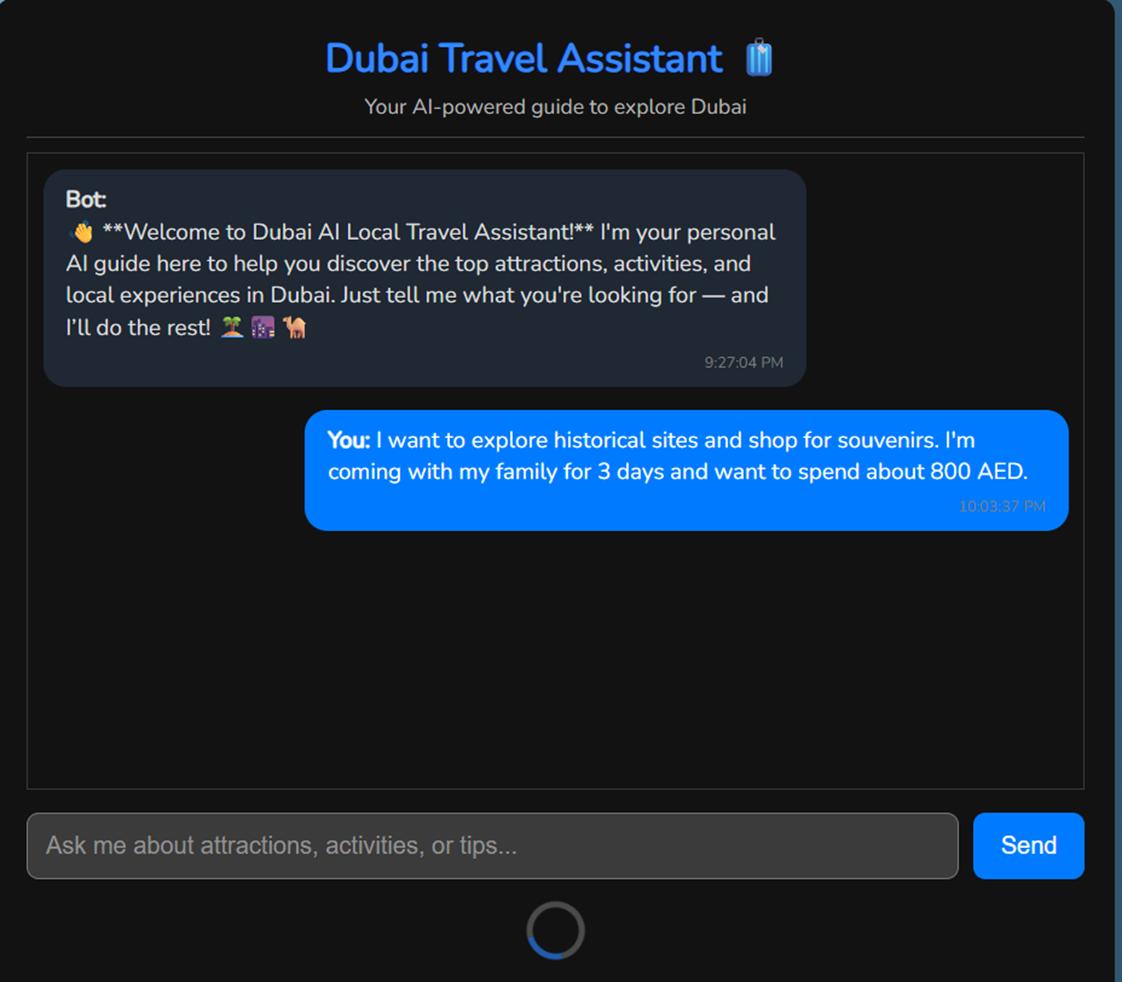 Dubai Travel Assistant 🧳
Your AI-powered guide to explore Dubai
Bot:
👋 **Welcome to Dubai AI Local Travel Assistant!** I'm your personal
AI guide here to help you discover the top attractions, activities, and
local experiences in Dubai. Just tell me what you're looking for — and
I’ll do the rest! 🏝️ 🌆 🐪
9:27:04 PM
You: I want to explore historical sites and shop for souvenirs. I'm
coming with my family for 3 days and want to spend about 800 AED.
10:03:37 PM
Ask me about attractions, activities, or tips...
Send